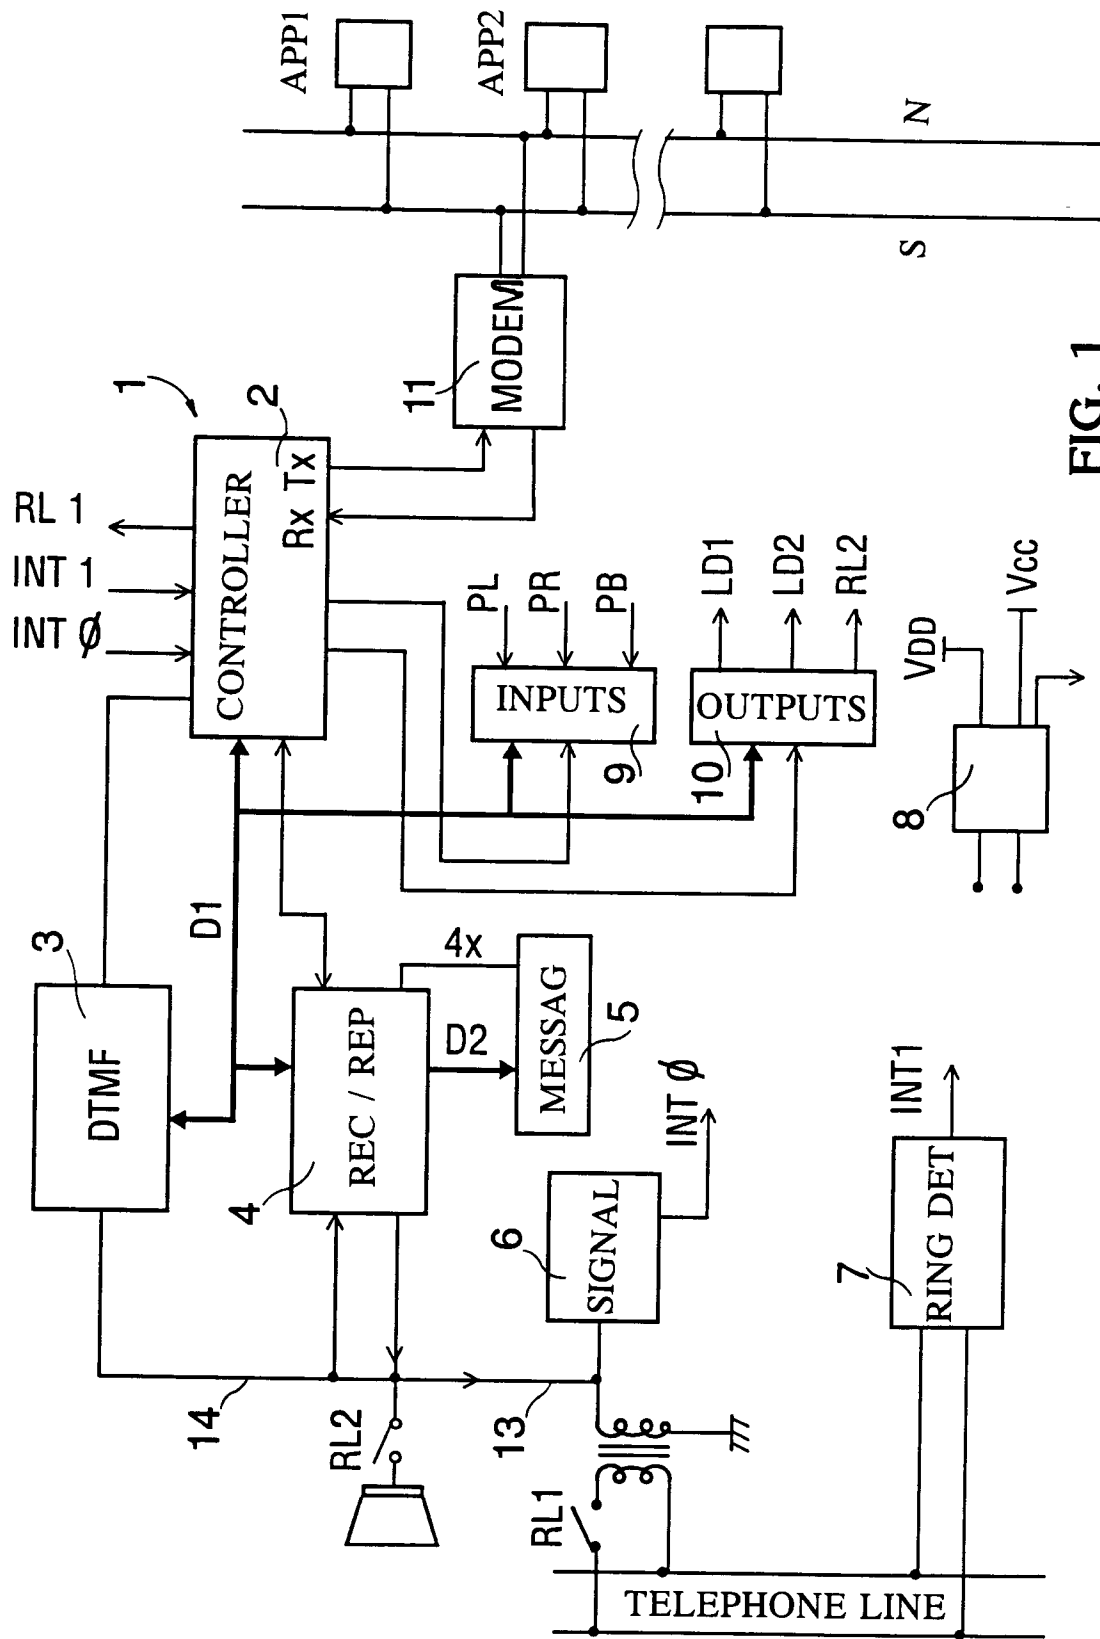 APP1
APP2
N
S
MODEM
11
1
2
CONTROLLER
Rx Tx
RL 1
INT 1
INT Ø
PL
PR
PB
INPUTS
9
LD1
LD2
RL2
OUTPUTS
10
VDD
Vcc
8
D1
3
DTMF
4
REC / REP
4x
D2
MESSAG
5
INT Ø
6
SIGNAL
INT1
7
RING DET
14
RL2
13
RL1
TELEPHONE LINE
FIG. 1